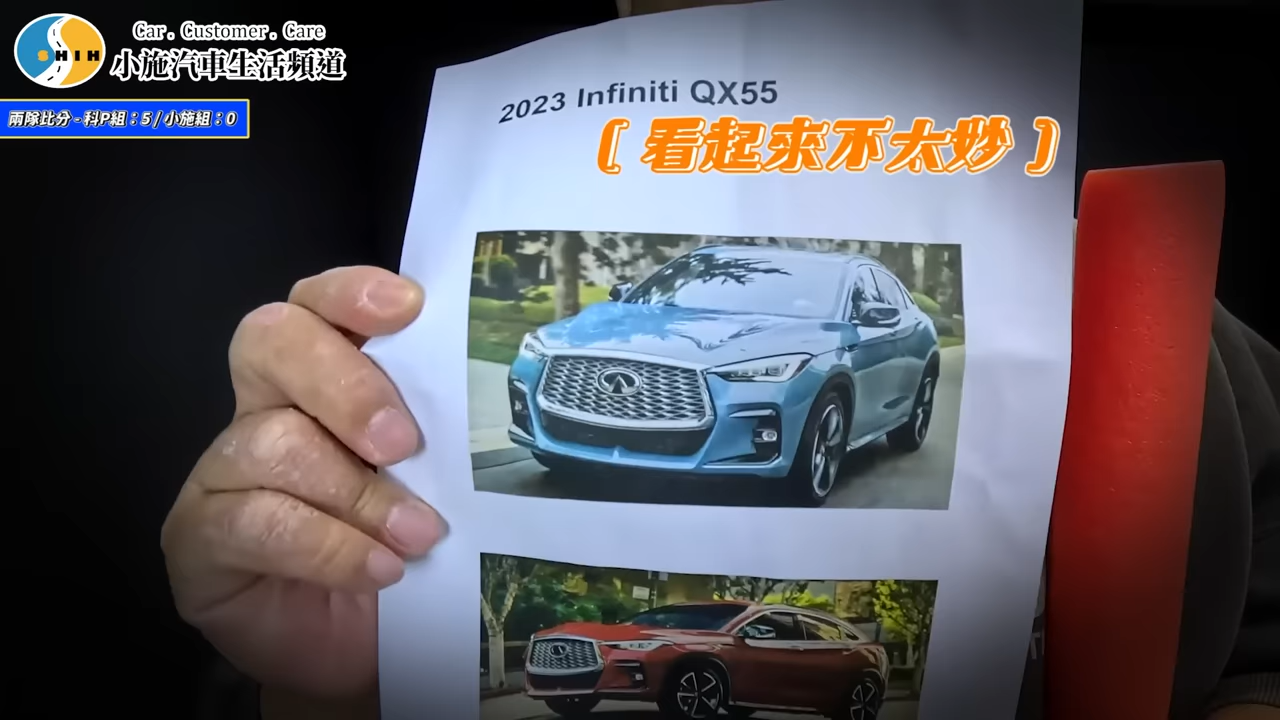 SHIH
Car. Customer. Care
小施汽車生活頻道
兩隊比分 - 科P組：5 / 小施組：0
2023 Infiniti QX55
（看起來不太妙）